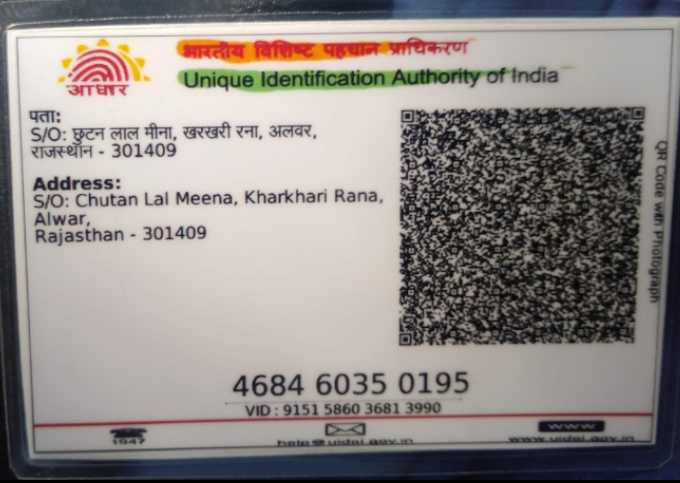 भारतीय विशिष्ट पहचान प्राधिकरण
Unique Identification Authority of India
आधार
पता:
S/O: छुटन लाल मीना, खरखरी रना, अलवर,
राजस्थान - 301409
Address:
S/O: Chutan Lal Meena, Kharkhari Rana,
Alwar,
Rajasthan - 301409
QR Code with Photograph
4684 6035 0195
VID : 9151 5860 3681 3990
1947
help@uidai.gov.in
www
www.uidai.gov.in